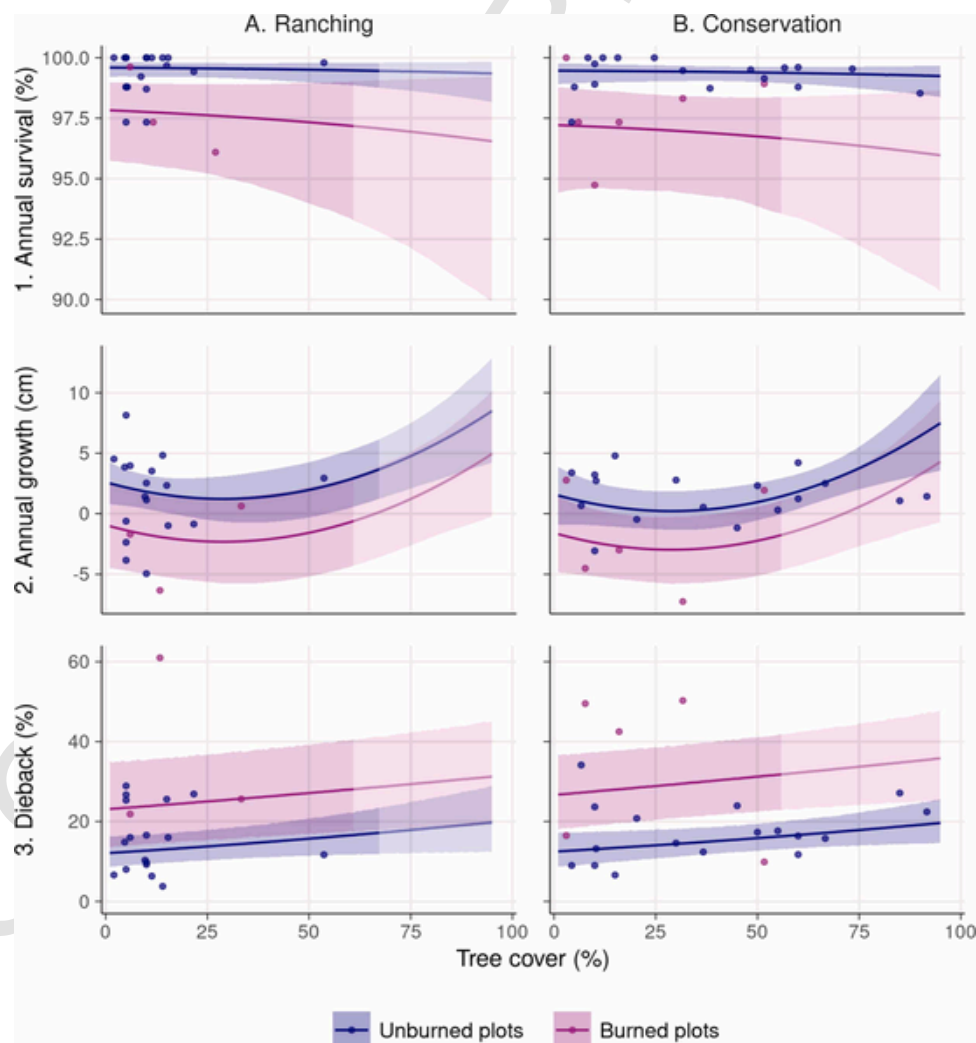 A. Ranching
B. Conservation
1. Annual survival (%)
100.0
97.5
95.0
92.5
90.0
2. Annual growth (cm)
10
5
0
-5
3. Dieback (%)
60
40
20
0
0 25 50 75 100
0 25 50 75 100
Tree cover (%)
Unburned plots
Burned plots